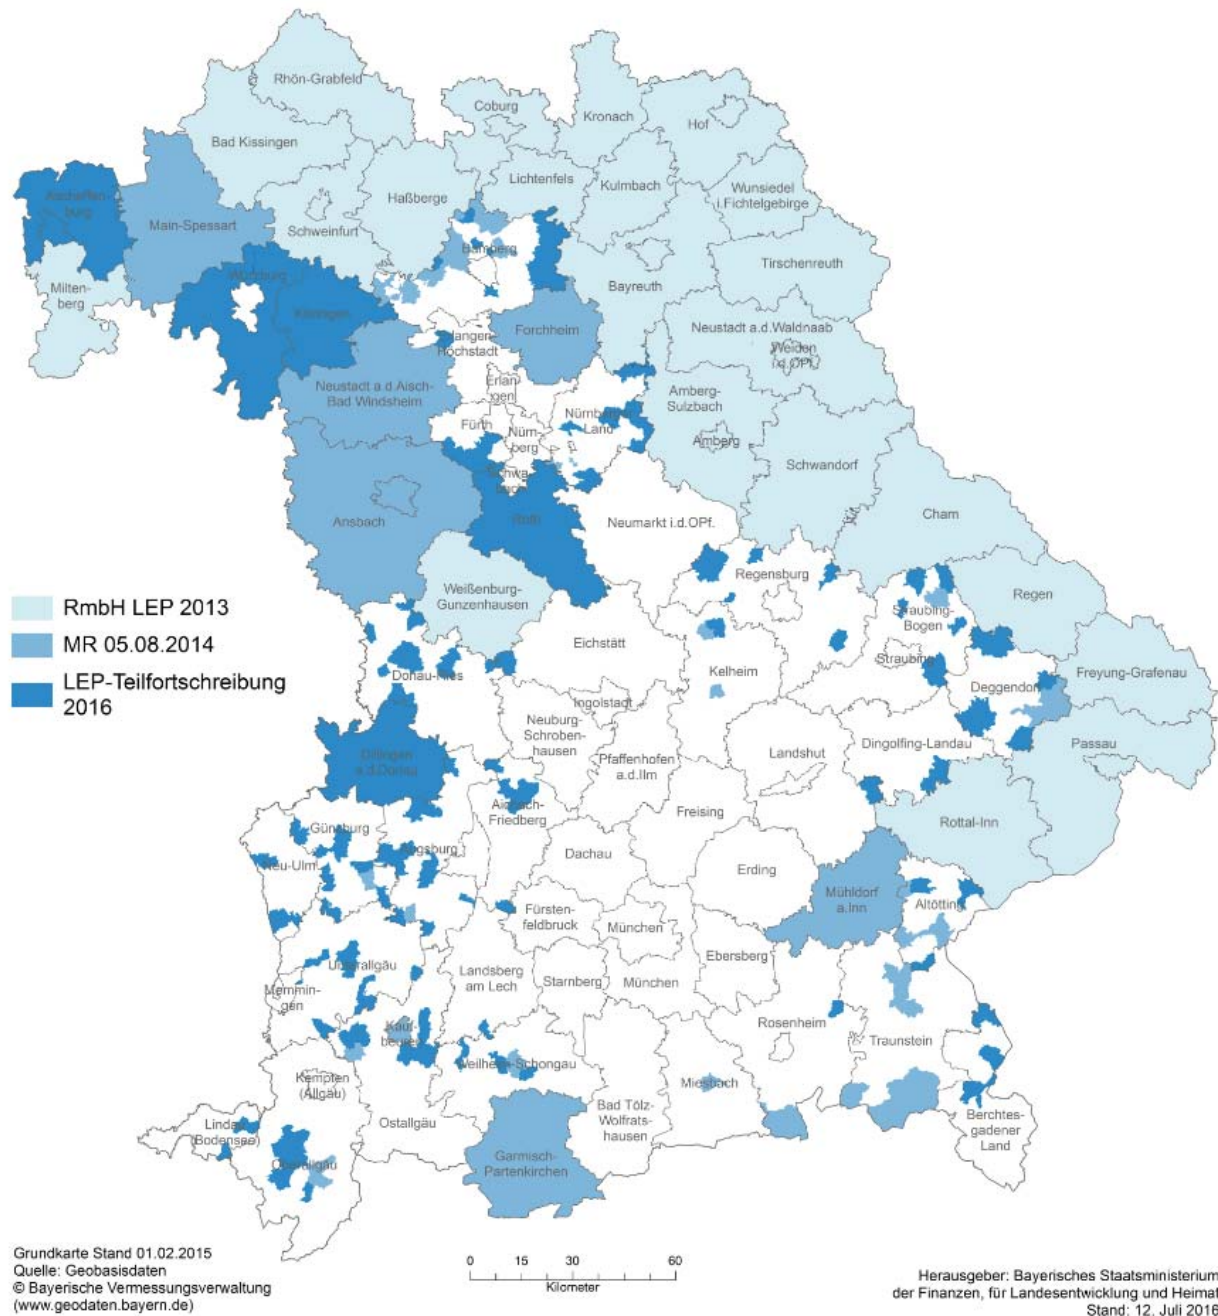 Rhön-Grabfeld
Coburg
Kronach
Hof
Bad Kissingen
Lichtenfels
Kulmbach
Wunsiedel
i.Fichtelgebirge
Haßberge
Aschaffen-
burg
Main-Spessart
Schweinfurt
Bamberg
Tirschenreuth
Milten-
berg
Würzburg
Bayreuth
Kitzingen
Forchheim
Neustadt a.d.Waldnaab
Weiden
i.d.OPf.
langen-
Höchstadt
Neustadt a d Aisch-
Bad Windsheim
Erlan
gen
Amberg-
Sulzbach
Fürth
Nürn-
berg
Nürnberger
Land
Amberg
Schwandorf
Schwa-
bach
Ansbach
Roth
Neumarkt i.d.OPf.
Cham
Weißenburg-
Gunzenhausen
Regensburg
Regen
Straubing-
Bogen
RmbH LEP 2013
MR 05.08.2014
LEP-Teilfortschreibung
2016
Eichstätt
Kelheim
Straubing
Freyung-Grafenau
Donau-Ries
Deggendorf
Ingolstadt
Neuburg-
Schroben-
hausen
Landshut
Dingolfing-Landau
Passau
Dillingen
a.d.Donau
Pfaffenhofen
a.d.Ilm
Aichach-
Friedberg
Freising
Rottal-Inn
Günzburg
Augsburg
Neu-Ulm
Dachau
Erding
Mühldorf
a.Inn
Altötting
Fürsten-
feldbruck
München
Ebersberg
Unterallgäu
Landsberg
am Lech
Starnberg
München
Memmin-
gen
Kauf-
beuren
Rosenheim
Traunstein
Weilheim-Schongau
Miesbach
Kempten
(Allgäu)
Bad Tölz-
Wolfrats-
hausen
Berchtes-
gadener
Land
Lindau
(Bodensee)
Ostallgäu
Oberallgäu
Garmisch-
Partenkirchen
Grundkarte Stand 01.02.2015
Quelle: Geobasisdaten
© Bayerische Vermessungsverwaltung
(www.geodaten.bayern.de)
0 15 30 60
Kilometer
Herausgeber: Bayerisches Staatsministerium
der Finanzen, für Landesentwicklung und Heimat
Stand: 12. Juli 2016